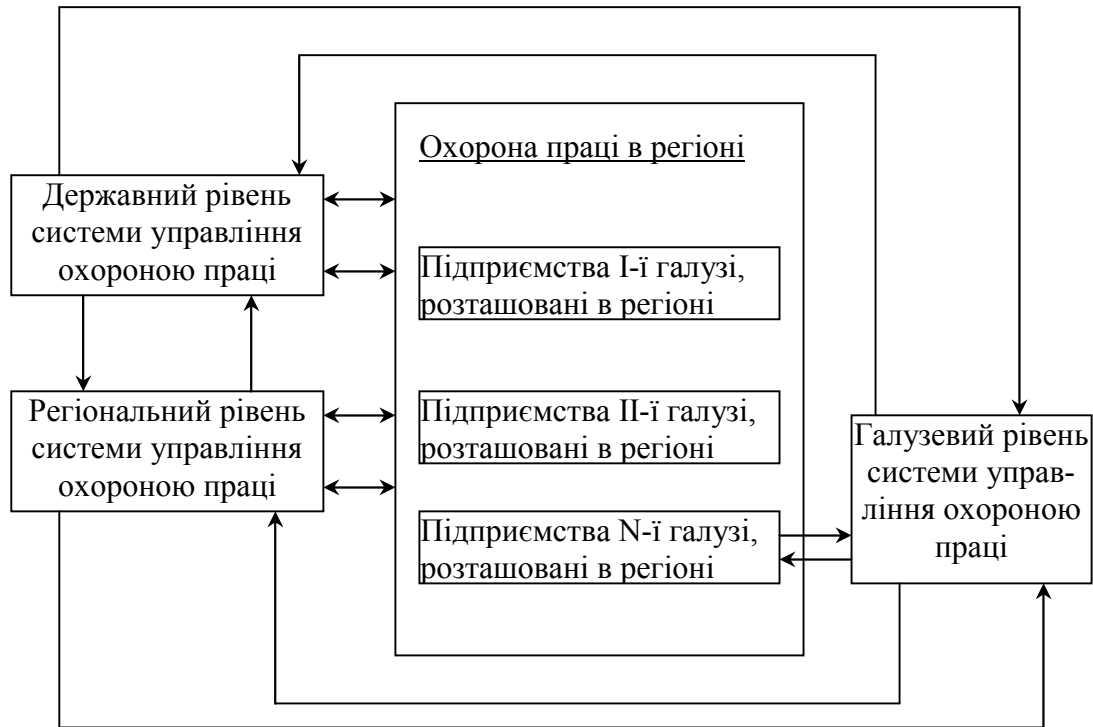 Охорона праці в регіоні
Державний рівень
системи управління
охороною праці
Підприємства I-ї галузі,
розташовані в регіоні
Регіональний рівень
системи управління
охороною праці
Підприємства II-ї галузі,
розташовані в регіоні
Галузевий рівень
системи управ-
ління охороною
праці
Підприємства N-ї галузі,
розташовані в регіоні